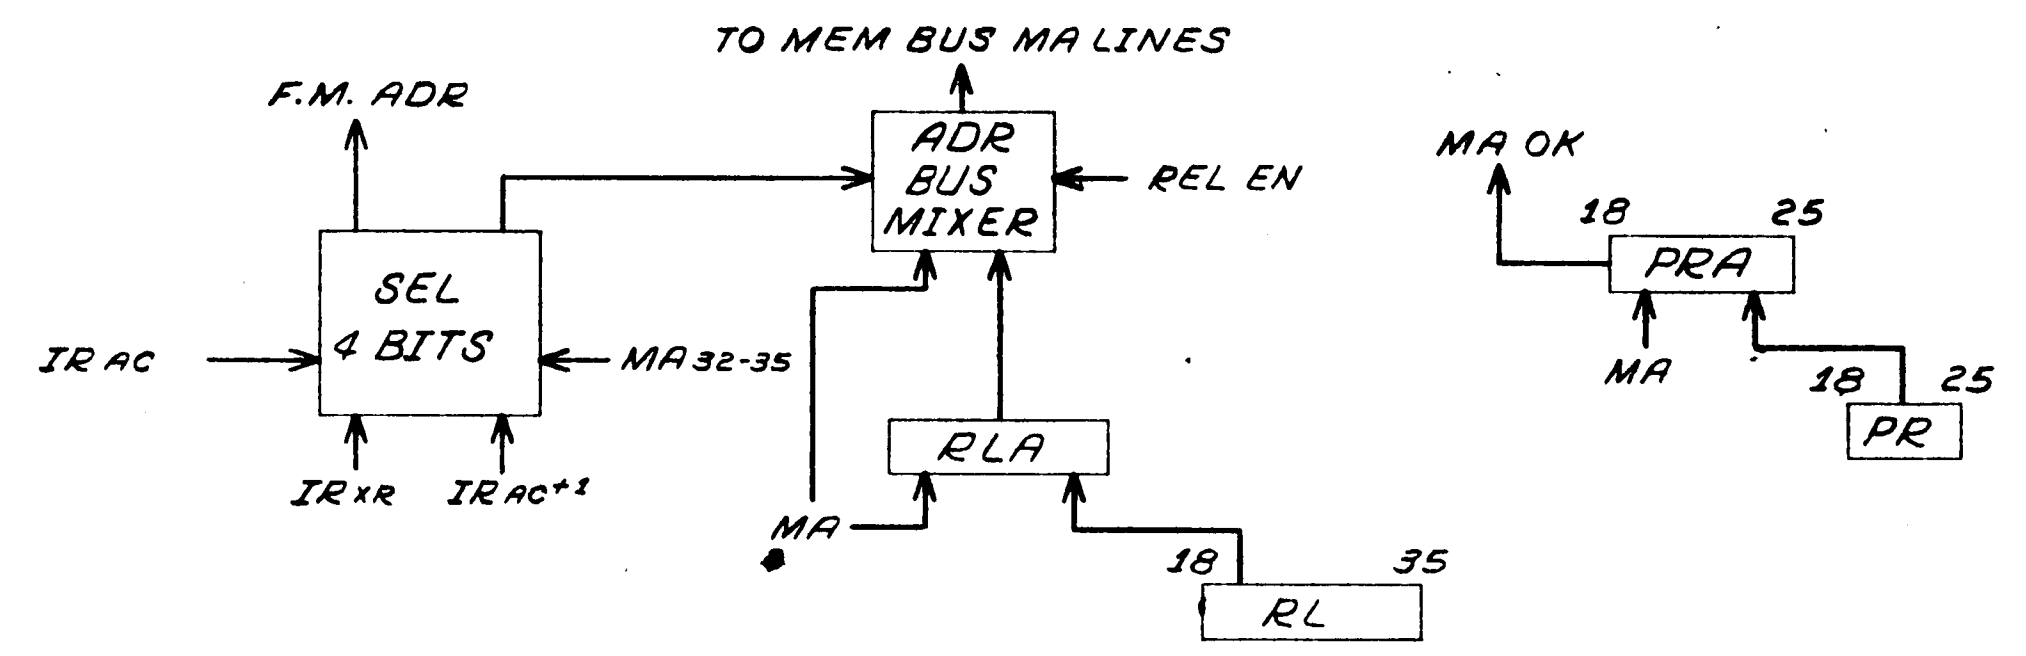 TO MEM BUS MA LINES
F.M. ADR
ADR
BUS
MIXER
REL EN
MA OK
18 25
PRA
SEL
4 BITS
IR AC
MA 32-35
MA
18 25
PR
RLA
IR XR
IR AC+1
MA
18 35
RL